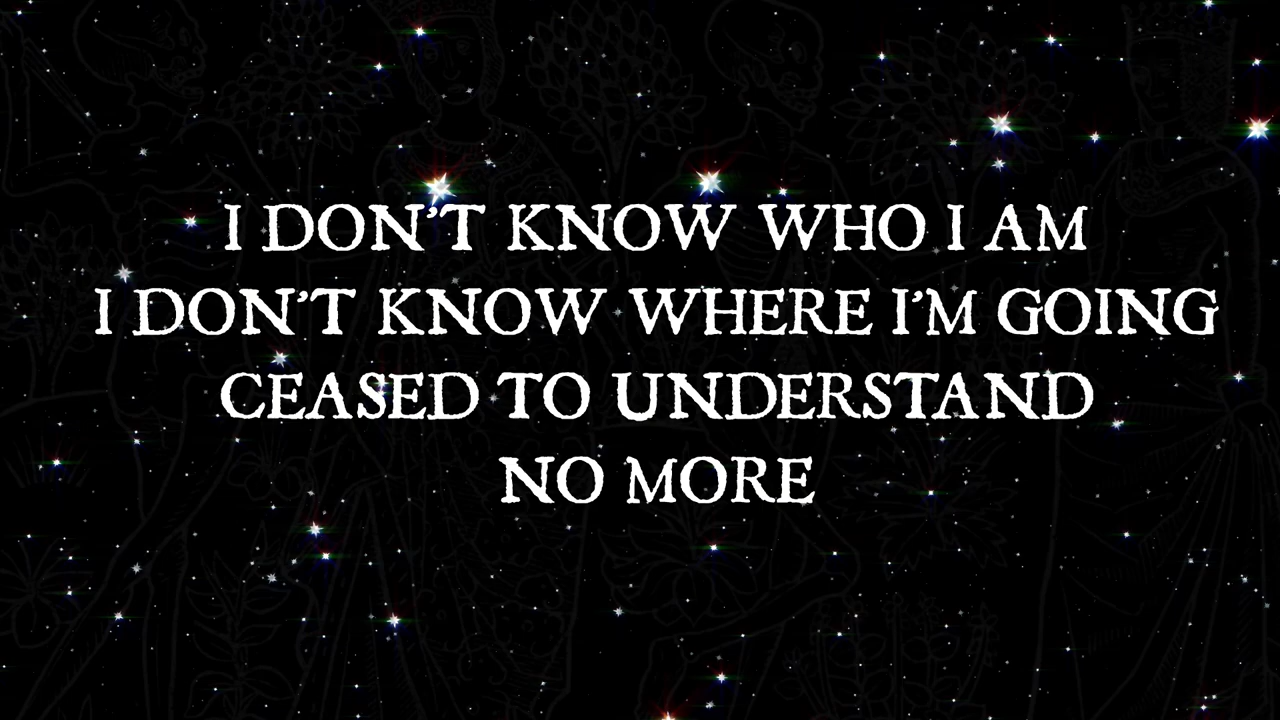 I DON’T KNOW WHO I AM
I DON’T KNOW WHERE I’M GOING
CEASED TO UNDERSTAND
NO MORE